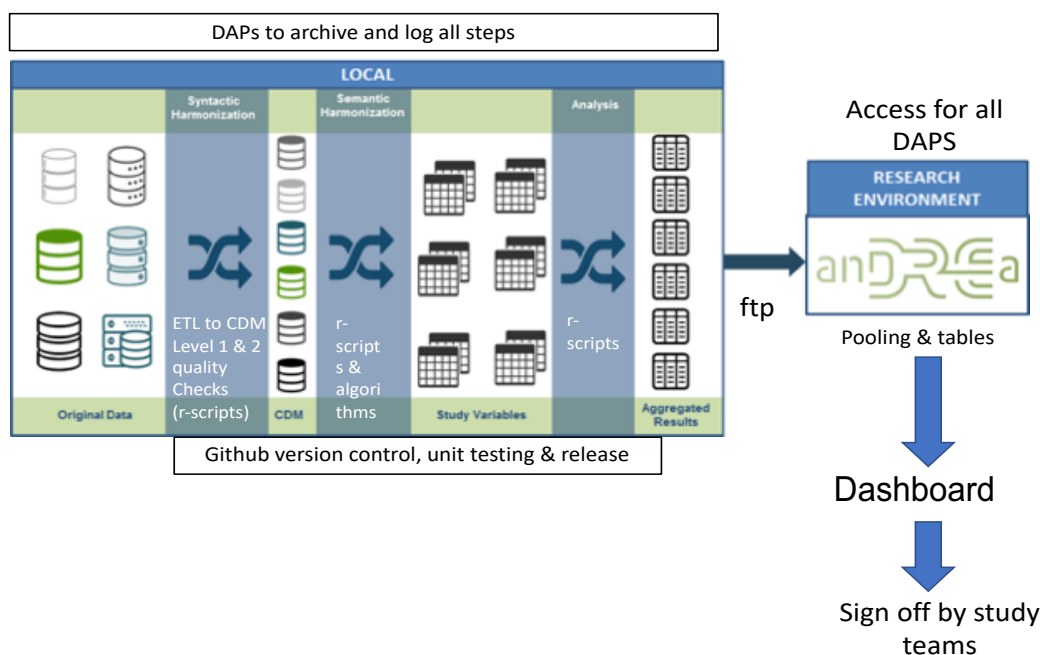 DAPs to archive and log all steps
LOCAL
Syntactic
Harmonization
Semantic
Harmonization
Analysis
ETL to CDM
Level 1 & 2
quality
Checks
(r-scripts)
r-
script
s &
algori
thms
r-
scripts
Original Data
CDM
Study Variables
Aggregated
Results
Github version control, unit testing & release
ftp
Access for all
DAPS
RESEARCH
ENVIRONMENT
anDREa
Pooling & tables
Dashboard
Sign off by study
teams